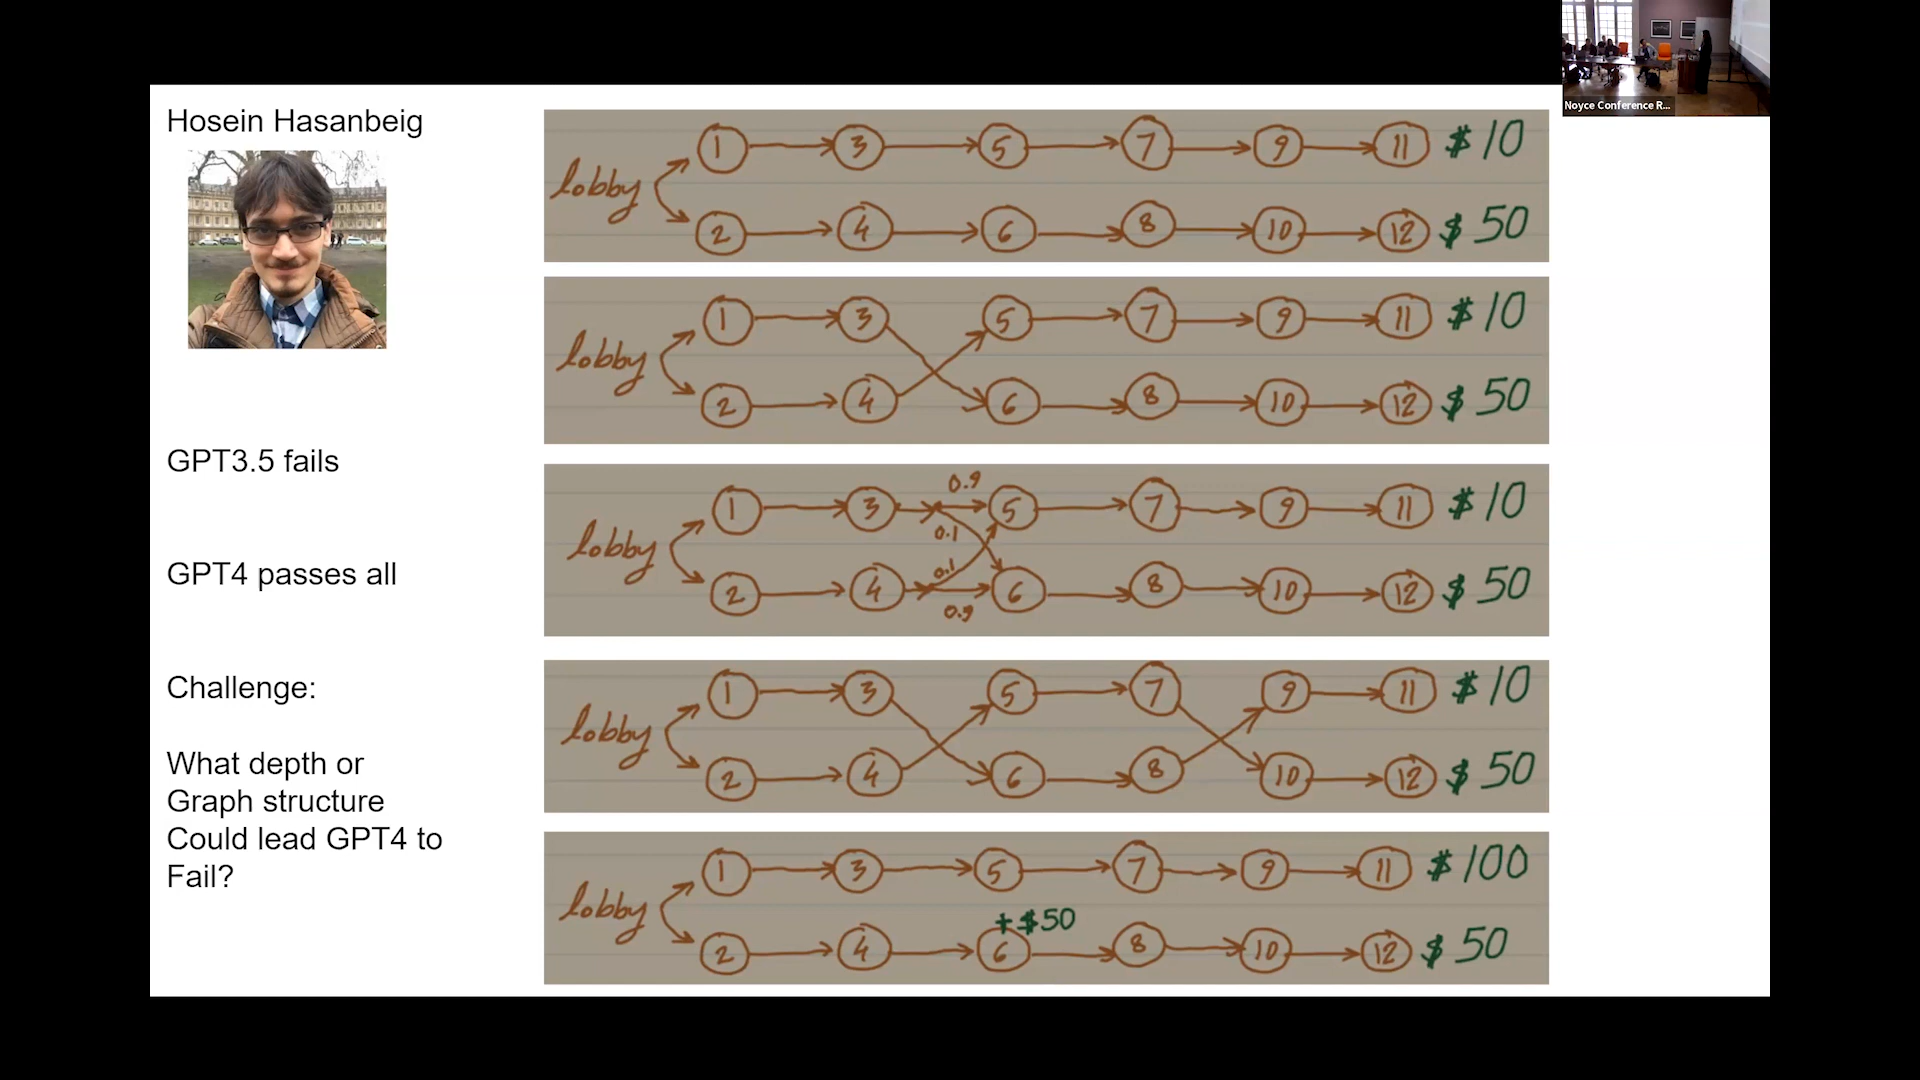 Noyce Conference R...
Hosein Hasanbeig
GPT3.5 fails
GPT4 passes all
Challenge:
What depth or
Graph structure
Could lead GPT4 to
Fail?
1 3 5 7 9 11 $10
lobby
2 4 6 8 10 12 $50
1 3 5 7 9 11 $10
lobby
2 4 6 8 10 12 $50
0.9
1 3 5 7 9 11 $10
0.1
lobby
0.1
2 4 6 8 10 12 $50
0.9
1 3 5 7 9 11 $10
lobby
2 4 6 8 10 12 $50
1 3 5 7 9 11 $100
lobby
+$50
2 4 6 8 10 12 $50